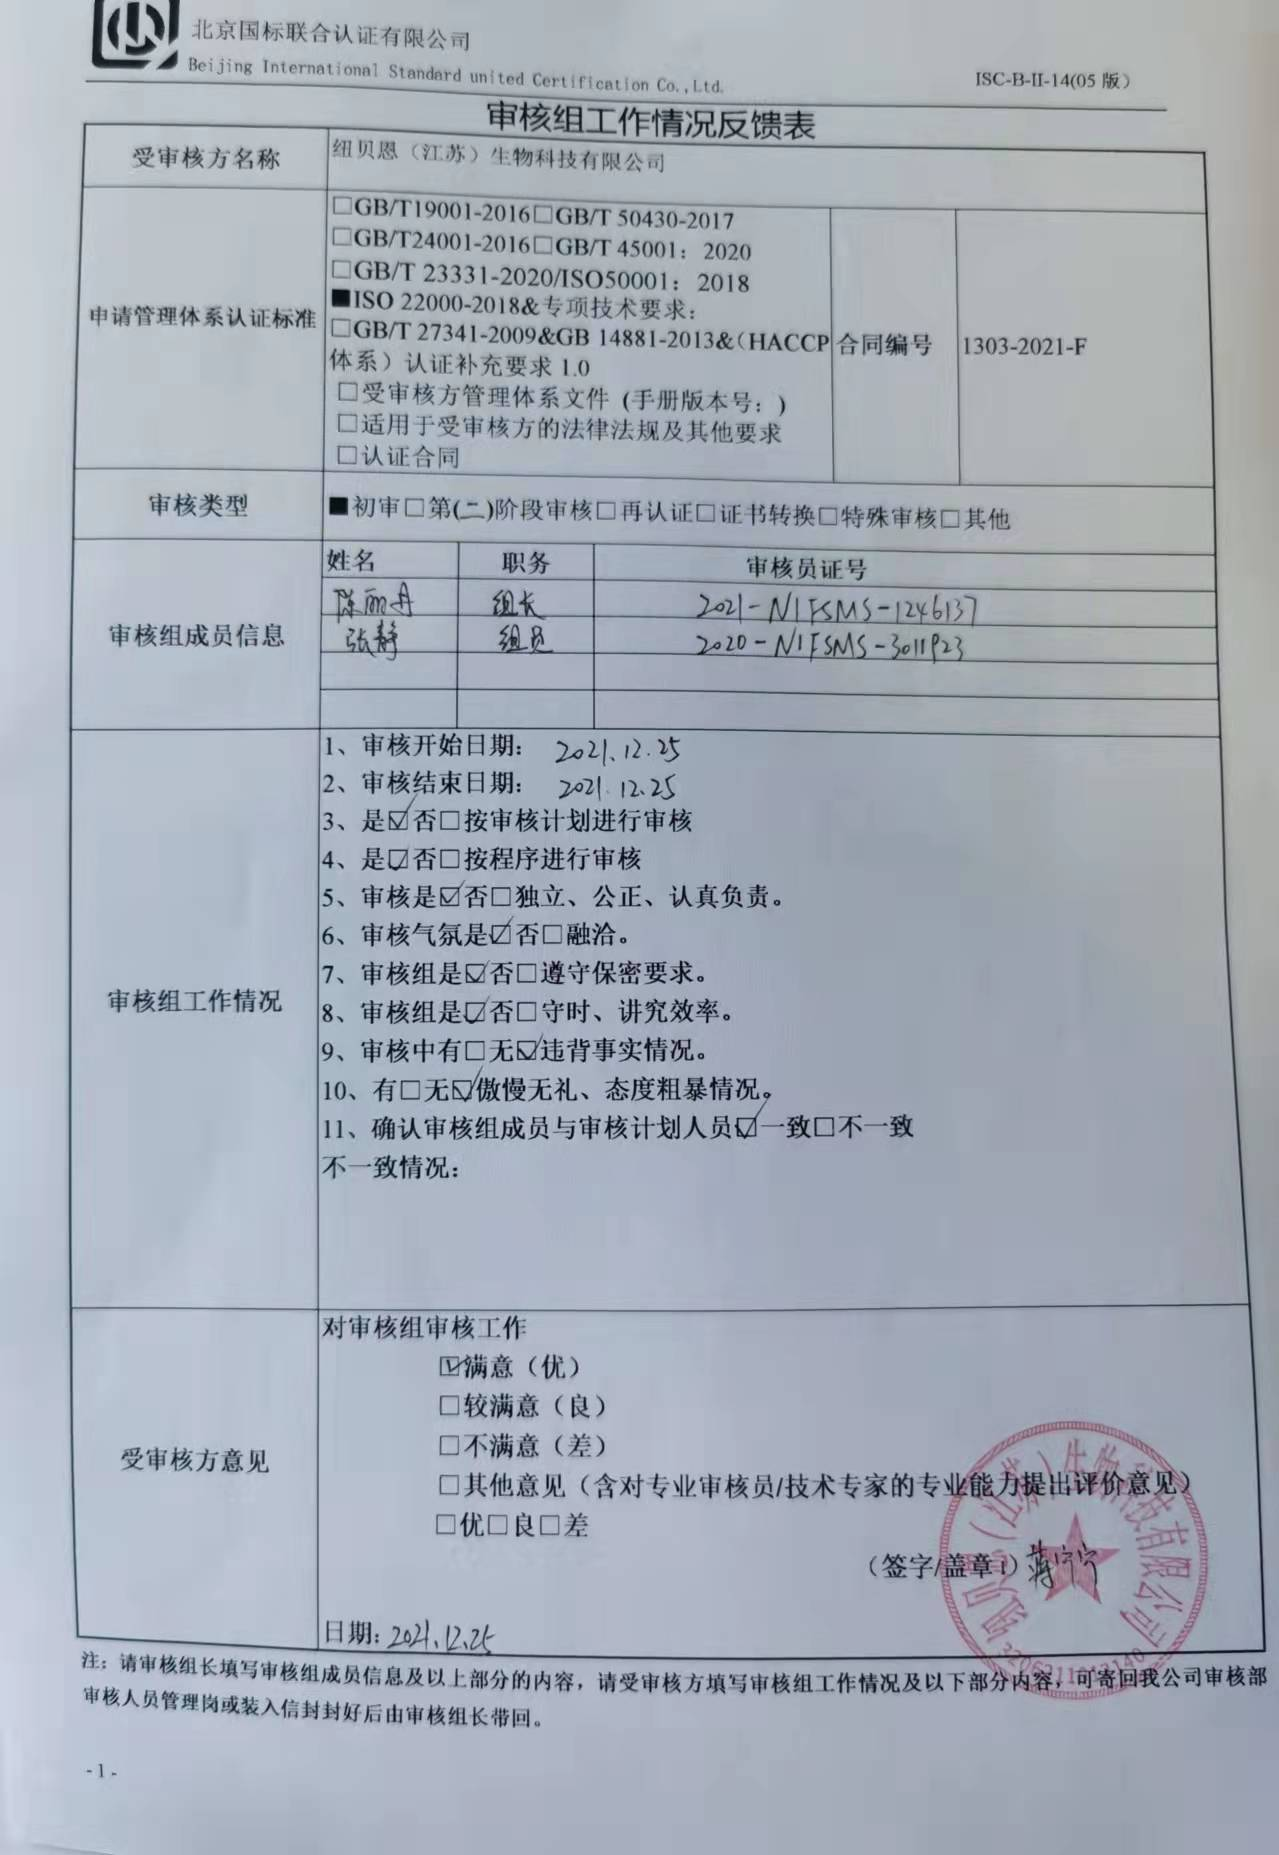 北京国标联合认证有限公司
Beijing International Standard united Certification Co.,Ltd.
ISC-B-II-14(05 版)
审核组工作情况反馈表
受审核方名称
纽贝恩（江苏）生物科技有限公司
申请管理体系认证标准
□GB/T19001-2016□GB/T 50430-2017
□GB/T24001-2016□GB/T 45001：2020
□GB/T 23331-2020/ISO50001：2018
■ISO 22000-2018&专项技术要求:
□GB/T 27341-2009&GB 14881-2013&（HACCP
体系）认证补充要求 1.0
□受审核方管理体系文件 (手册版本号：)
□适用于受审核方的法律法规及其他要求
□认证合同
合同编号
1303-2021-F
审核类型
■初审□第(二)阶段审核□再认证□证书转换□特殊审核□其他
审核组成员信息
姓名 职务 审核员证号
陈丽丹 组长 2021-N1FSMS-1246137
张静 组员 2020-N1FSMS-3011923
审核组工作情况
1、审核开始日期： 2021.12.25
2、审核结束日期： 2021.12.25
3、是☑否□按审核计划进行审核
4、是☑否□按程序进行审核
5、审核是☑否□独立、公正、认真负责。
6、审核气氛是☑否□融洽。
7、审核组是☑否□遵守保密要求。
8、审核组是☑否□守时、讲究效率。
9、审核中有□无☑违背事实情况。
10、有□无☑傲慢无礼、态度粗暴情况。
11、确认审核组成员与审核计划人员☑一致□不一致
不一致情况：
受审核方意见
对审核组审核工作
☑满意（优）
□较满意（良）
□不满意（差）
□其他意见（含对专业审核员/技术专家的专业能力提出评价意见）
□优□良□差
（签字/盖章：）蒋宁宁
纽贝恩（江苏）生物科技有限公司
日期：2021.12.25
注：请审核组长填写审核组成员信息及以上部分的内容，请受审核方填写审核组工作情况及以下部分内容，可寄回我公司审核部
审核人员管理岗或装入信封封好后由审核组长带回。
-1-